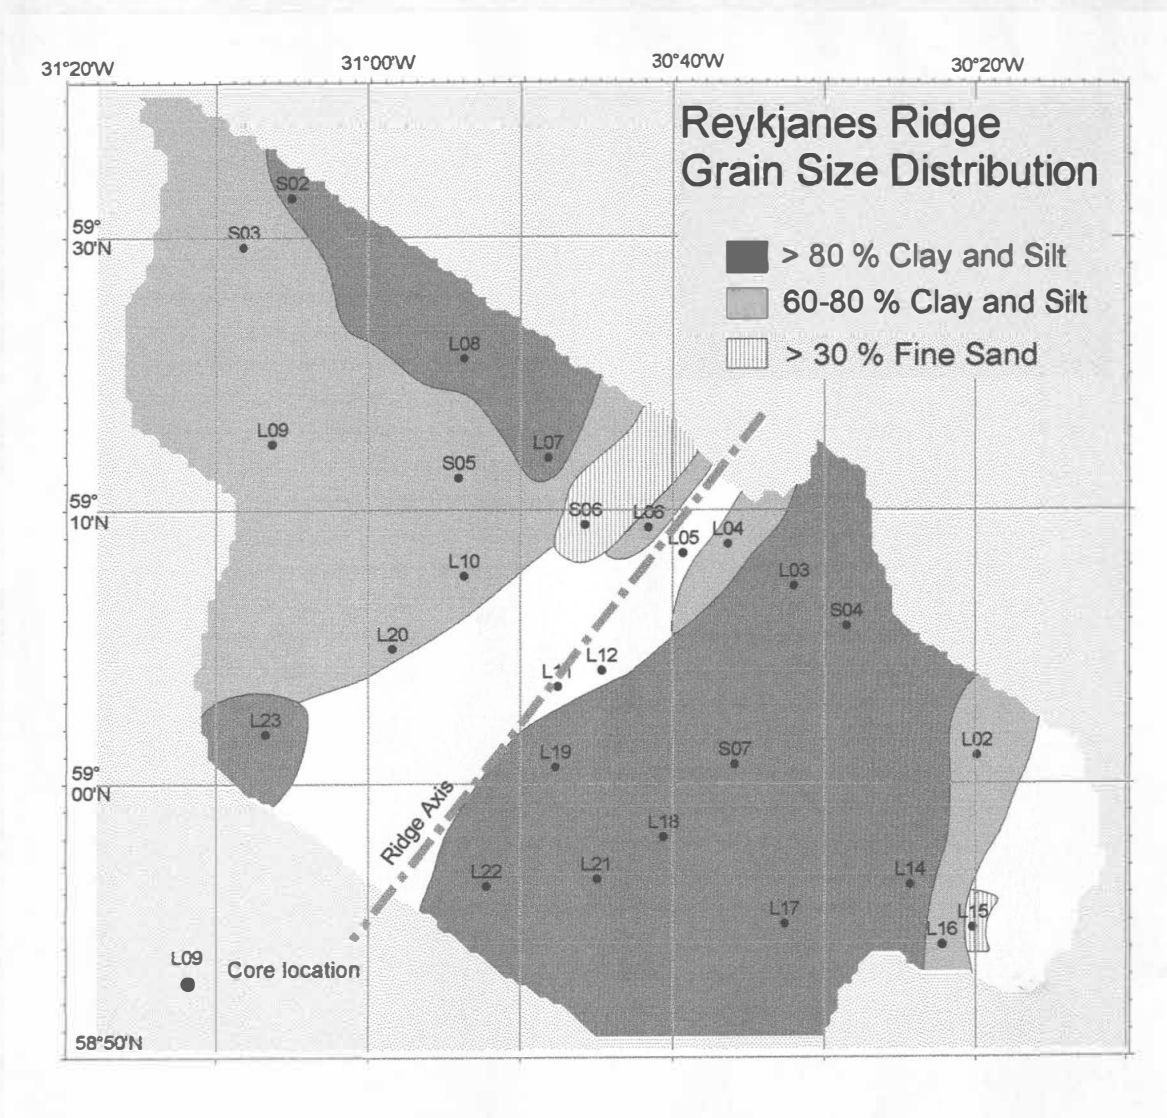 31°20'W
31°00'W
30°40'W
30°20'W
Reykjanes Ridge
Grain Size Distribution
> 80 % Clay and Silt
60-80 % Clay and Silt
> 30 % Fine Sand
59°
30'N
59°
10'N
59°
00'N
58°50'N
S02
S03
L08
L09
L07
S05
S06
L06
L05
L04
L10
L03
S04
L20
L12
L11
L23
L19
S07
L02
Ridge Axis
L18
L22
L21
L14
L17
L15
L16
L09
Core location